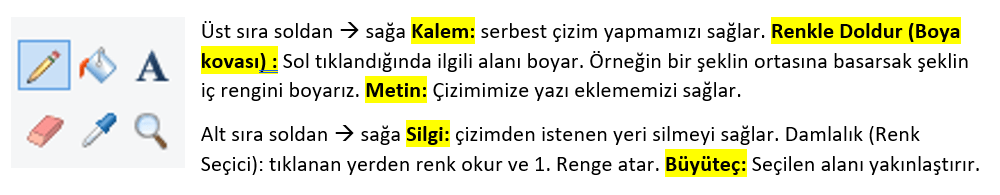 Üst sıra soldan → sağa Kalem: serbest çizim yapmamızı sağlar. Renkle Doldur (Boya
kovası) : Sol tıklandığında ilgili alanı boyar. Örneğin bir şeklin ortasına basarsak şeklin
iç rengini boyarız. Metin: Çizimimize yazı eklememizi sağlar.
Alt sıra soldan → sağa Silgi: çizimden istenen yeri silmeyi sağlar. Damlalık (Renk
Seçici): tıklanan yerden renk okur ve 1. Renge atar. Büyüteç: Seçilen alanı yakınlaştırır.
A